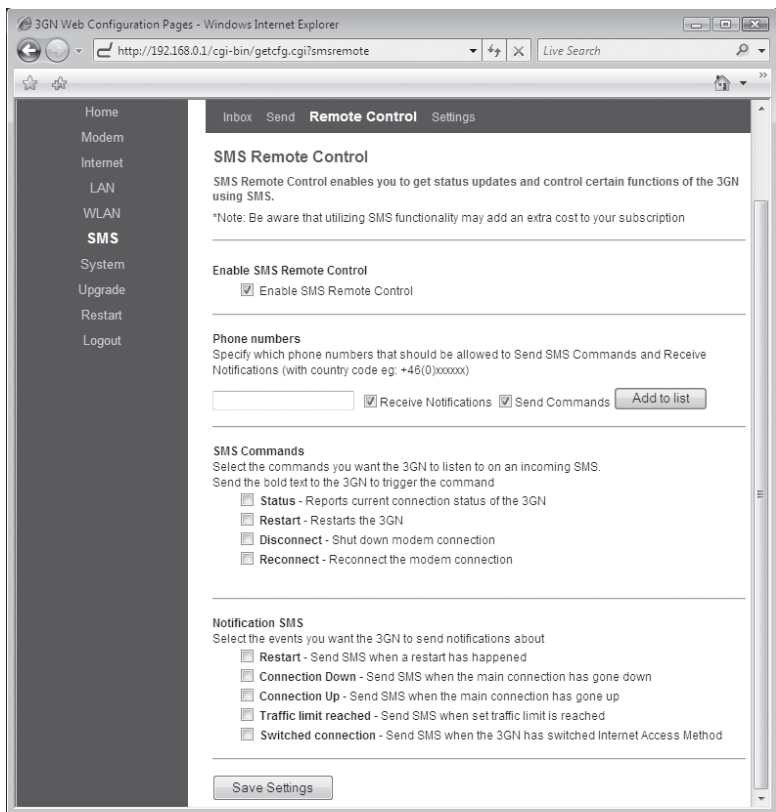 3GN Web Configuration Pages - Windows Internet Explorer
http://192.168.0.1/cgi-bin/getcfg.cgi?smsremote
Live Search
Home
Modem
Internet
LAN
WLAN
SMS
System
Upgrade
Restart
Logout
Inbox Send Remote Control Settings
SMS Remote Control
SMS Remote Control enables you to get status updates and control certain functions of the 3GN
using SMS.
*Note: Be aware that utilizing SMS functionality may add an extra cost to your subscription
Enable SMS Remote Control
Enable SMS Remote Control
Phone numbers
Specify which phone numbers that should be allowed to Send SMS Commands and Receive
Notifications (with country code eg: +46(0)xxxxxx)
Receive Notifications Send Commands Add to list
SMS Commands
Select the commands you want the 3GN to listen to on an incoming SMS.
Send the bold text to the 3GN to trigger the command
Status - Reports current connection status of the 3GN
Restart - Restarts the 3GN
Disconnect - Shut down modem connection
Reconnect - Reconnect the modem connection
Notification SMS
Select the events you want the 3GN to send notifications about
Restart - Send SMS when a restart has happened
Connection Down - Send SMS when the main connection has gone down
Connection Up - Send SMS when the main connection has gone up
Traffic limit reached - Send SMS when set traffic limit is reached
Switched connection - Send SMS when the 3GN has switched Internet Access Method
Save Settings